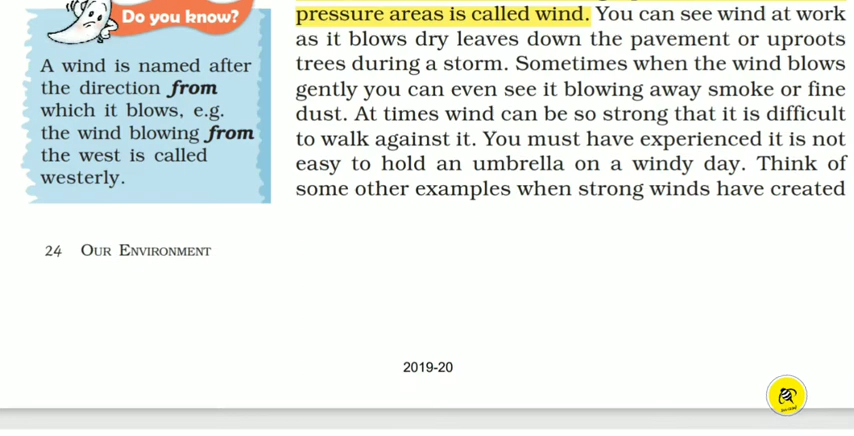 Do you know?
A wind is named after
the direction from
which it blows, e.g.
the wind blowing from
the west is called
westerly.
pressure areas is called wind. You can see wind at work
as it blows dry leaves down the pavement or uproots
trees during a storm. Sometimes when the wind blows
gently you can even see it blowing away smoke or fine
dust. At times wind can be so strong that it is difficult
to walk against it. You must have experienced it is not
easy to hold an umbrella on a windy day. Think of
some other examples when strong winds have created
24 OUR ENVIRONMENT
2019-20